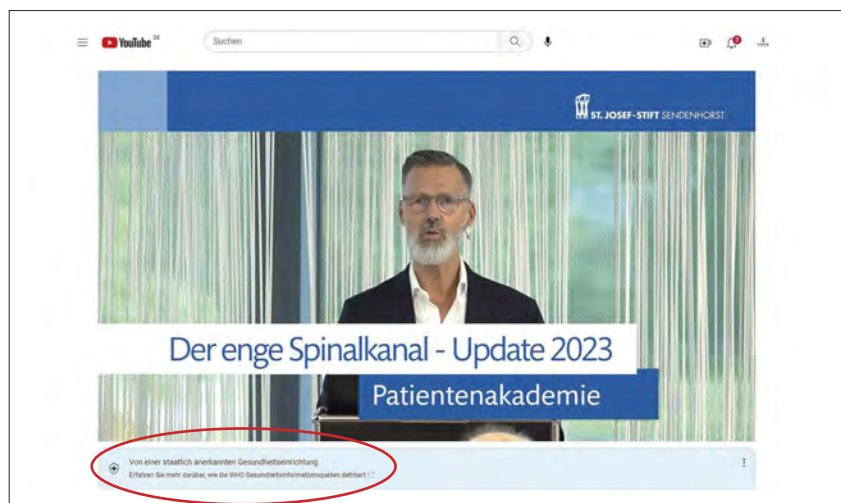 YouTube DE
Suchen
3
ST. JOSEF-STIFT SENDENHORST
Der enge Spinalkanal - Update 2023
Patientenakademie
Von einer staatlich anerkannten Gesundheitseinrichtung
Erfahren Sie mehr darüber, wie die WHO Gesundheitsinformationsquellen definiert